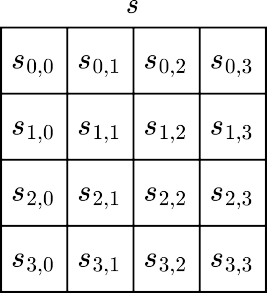 s
s0,0 s0,1 s0,2 s0,3
s1,0 s1,1 s1,2 s1,3
s2,0 s2,1 s2,2 s2,3
s3,0 s3,1 s3,2 s3,3